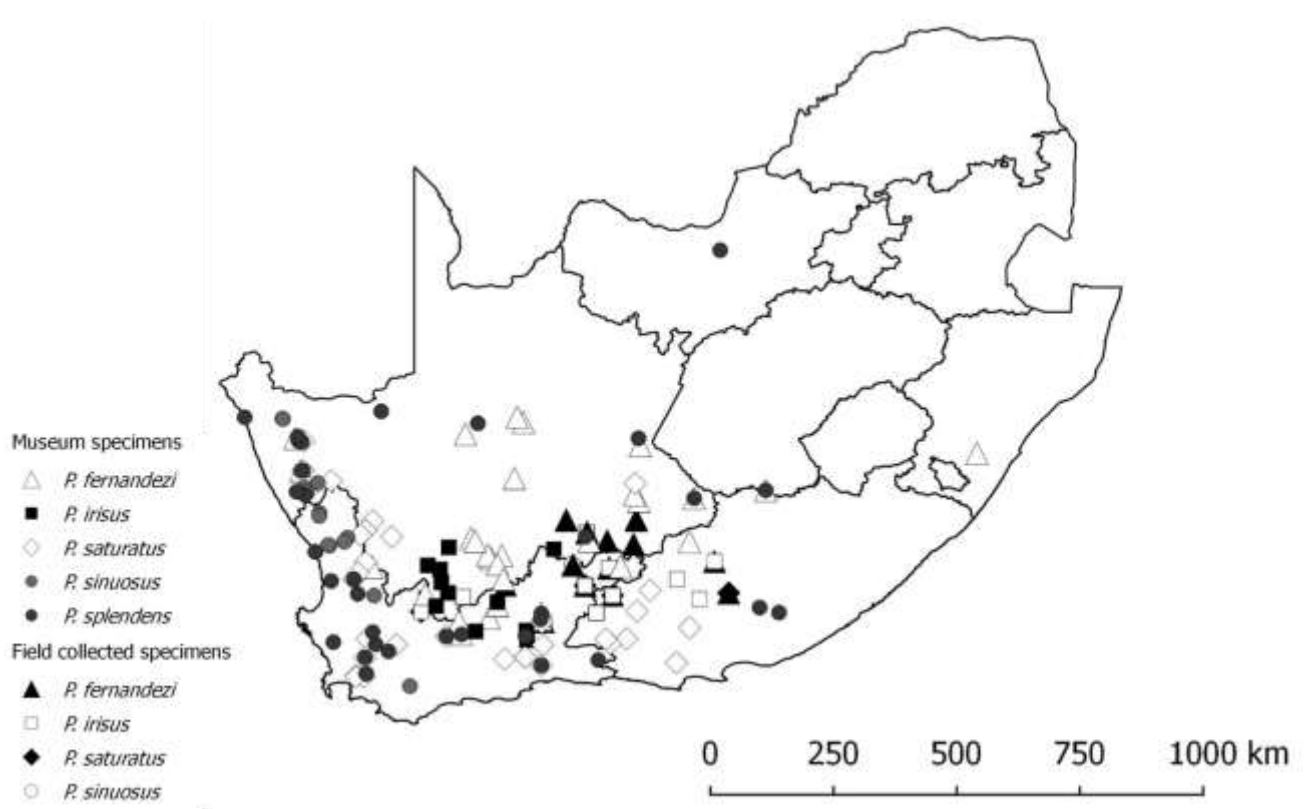 Museum specimens
P. fernandezi
P. irisus
P. saturatus
P. sinuosus
P. splendens
Field collected specimens
P. fernandezi
P. irisus
P. saturatus
P. sinuosus
0 250 500 750 1000 km